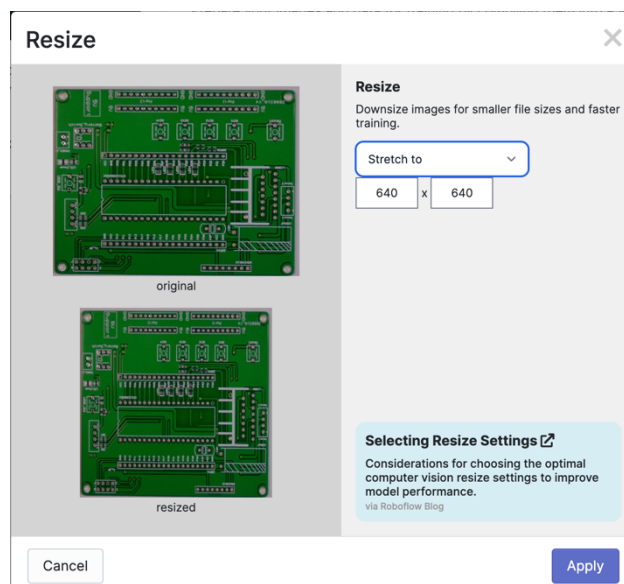 Resize
original
resized
Resize
Downsize images for smaller file sizes and faster
training.
Stretch to
640 x 640
Selecting Resize Settings
Considerations for choosing the optimal
computer vision resize settings to improve
model performance.
via Roboflow Blog
Cancel
Apply